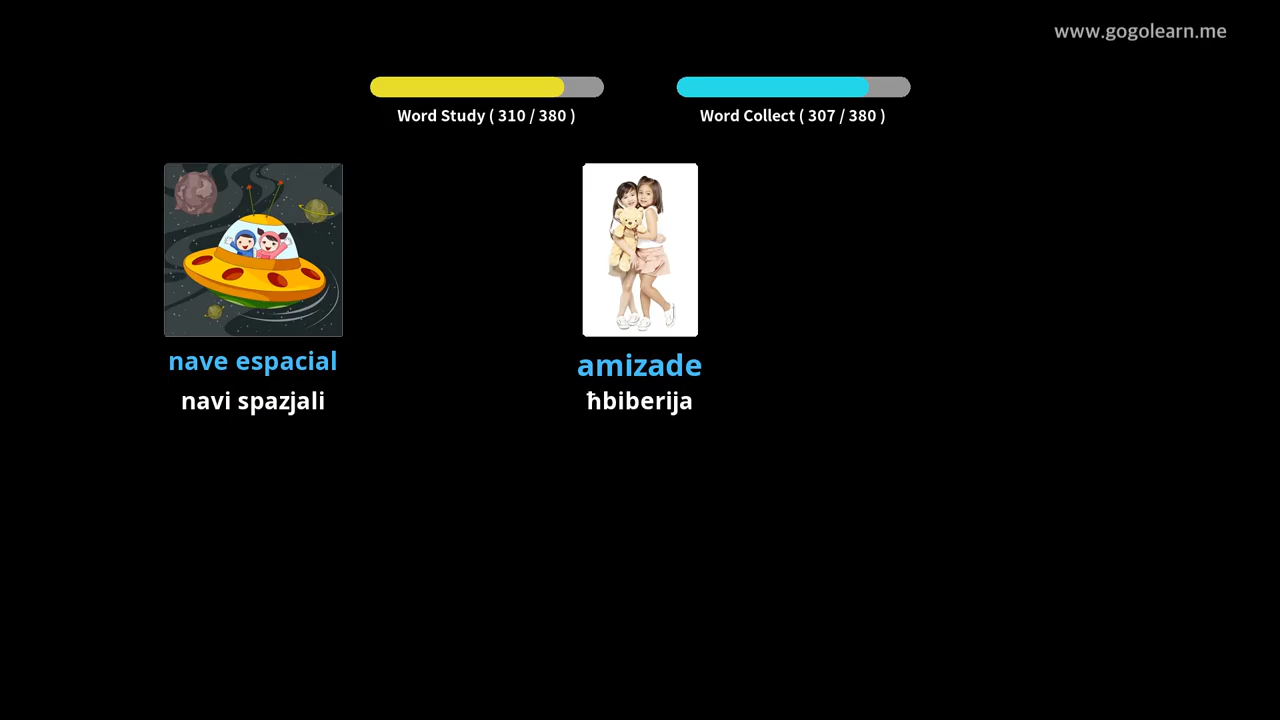 www.gogolearn.me
Word Study ( 310 / 380 )
Word Collect ( 307 / 380 )
nave espacial
navi spazjali
amizade
ħbiberija